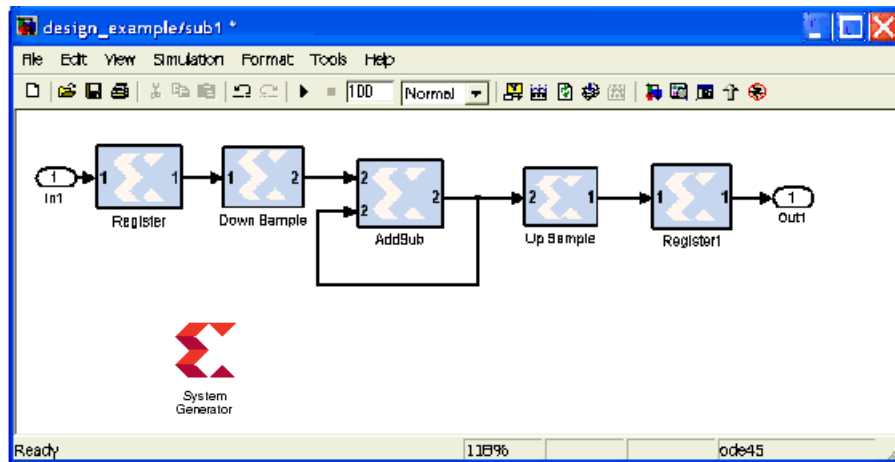 design_example/sub1 *
File Edit View Simulation Format Tools Help
100 Normal
1 1 1 1 2 2 2 2 2 1 1 1 1
In1 Register Down Sample AddSub Up Sample Register1 Out1
System
Generator
Ready 118% ode45